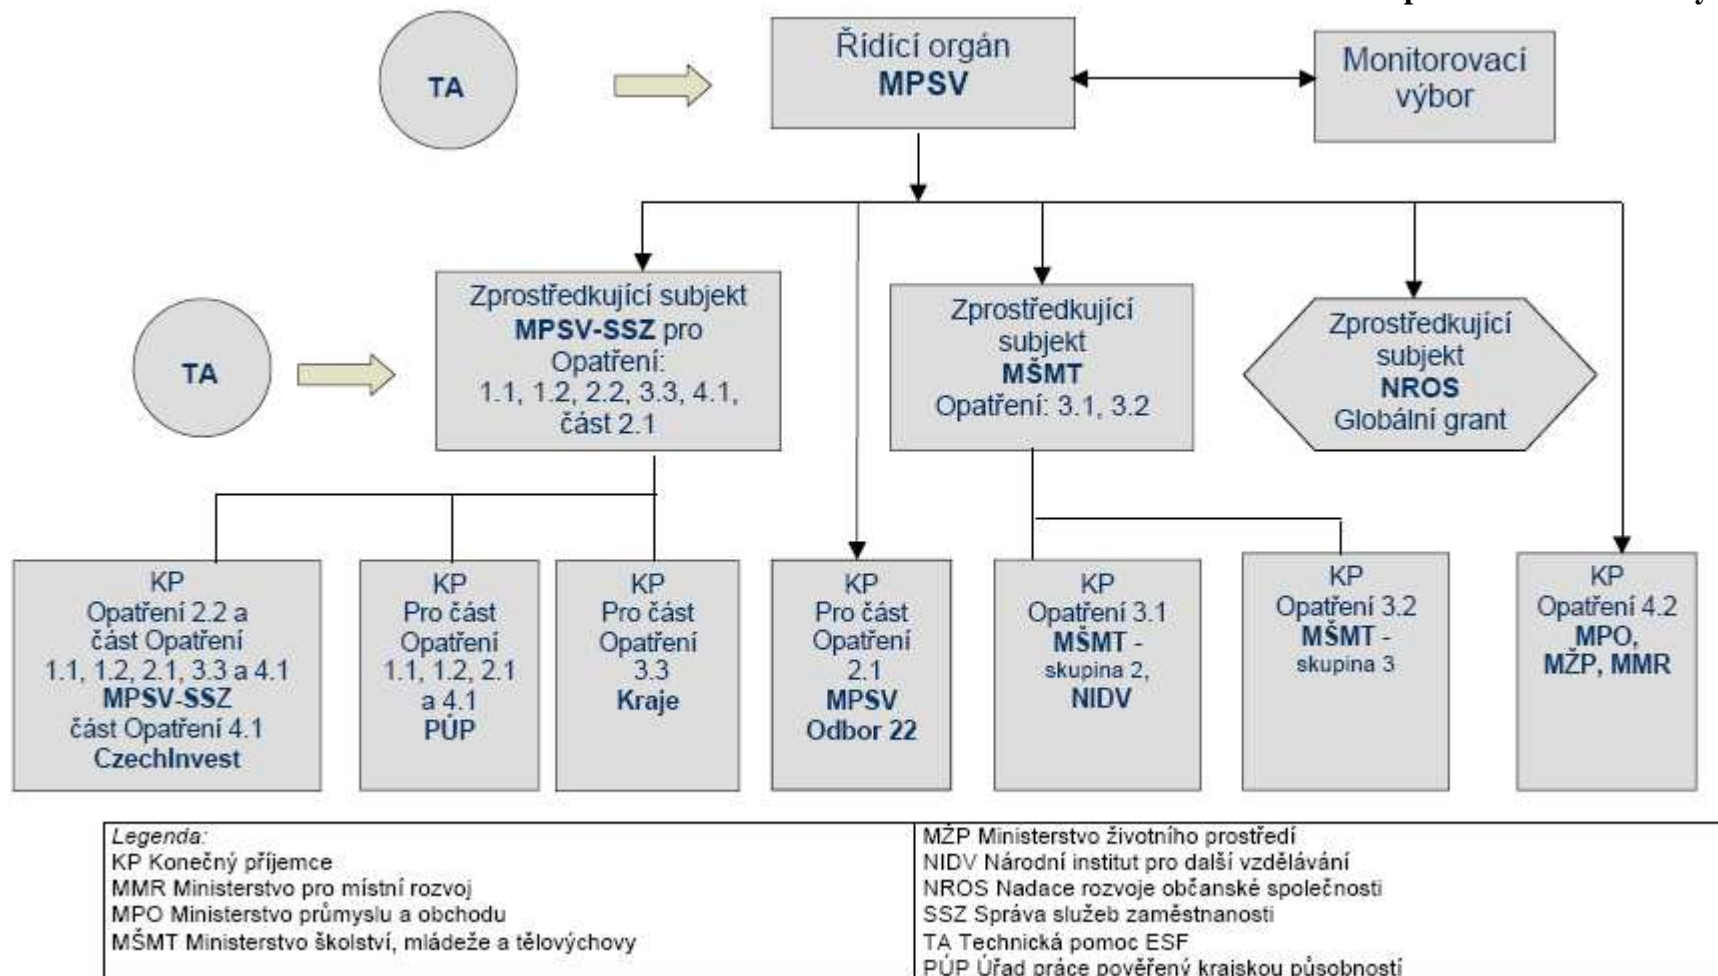 TA
Řídící orgán
MPSV
Monitorovací
výbor
TA
Zprostředkující subjekt
MPSV-SSZ pro
Opatření:
1.1, 1.2, 2.2, 3.3, 4.1,
část 2.1
Zprostředkující
subjekt
MŠMT
Opatření: 3.1, 3.2
Zprostředkující
subjekt
NROS
Globální grant
KP
Opatření 2.2 a
část Opatření
1.1, 1.2, 2.1, 3.3 a 4.1
MPSV-SSZ
část Opatření 4.1
CzechInvest
KP
Pro část
Opatření
1.1, 1.2, 2.1
a 4.1
PÚP
KP
Pro část
Opatření
3.3
Kraje
KP
Pro část
Opatření
2.1
MPSV
Odbor 22
KP
Opatření 3.1
MŠMT -
skupina 2,
NIDV
KP
Opatření 3.2
MŠMT -
skupina 3
KP
Opatření 4.2
MPO,
MŽP, MMR
Legenda:
KP Konečný příjemce
MMR Ministerstvo pro místní rozvoj
MPO Ministerstvo průmyslu a obchodu
MŠMT Ministerstvo školství, mládeže a tělovýchovy
MŽP Ministerstvo životního prostředí
NIDV Národní institut pro další vzdělávání
NROS Nadace rozvoje občanské společnosti
SSZ Správa služeb zaměstnanosti
TA Technická pomoc ESF
PÚP Úřad práce pověřený krajskou působností